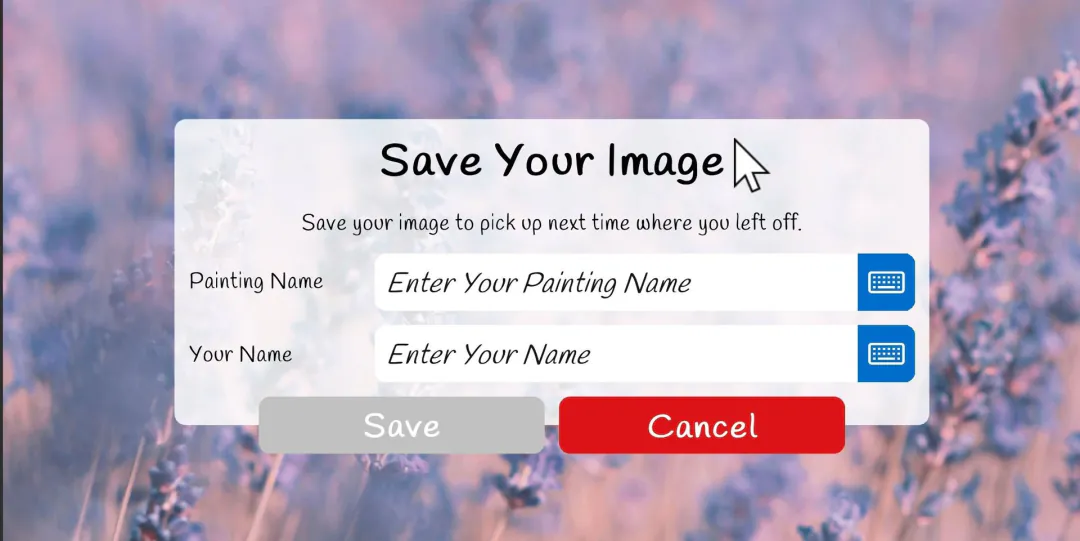 Save Your Image
Save your image to pick up next time where you left off.
Painting Name
Enter Your Painting Name
Your Name
Enter Your Name
Save
Cancel